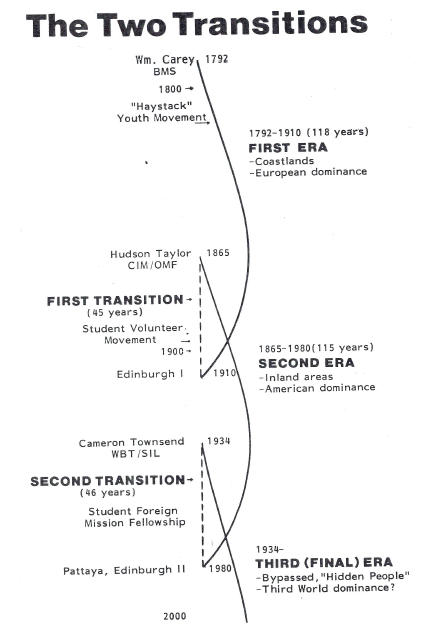 The Two Transitions
Wm. Carey 1792
BMS
1800→
"Haystack"
Youth Movement→
1792-1910 (118 years)
FIRST ERA
-Coastlands
-European dominance
Hudson Taylor 1865
CIM/OMF
FIRST TRANSITION→
(45 years)
Student Volunteer
Movement →
1900→
Edinburgh I 1910
1865-1980(115 years)
SECOND ERA
-Inland areas
-American dominance
Cameron Townsend 1934
WBT/SIL
SECOND TRANSITION→
(46 years)
Student Foreign
Mission Fellowship
Pattaya, Edinburgh II 1980
1934-
THIRD (FINAL) ERA
-Bypassed,"Hidden People"
-Third World dominance?
2000